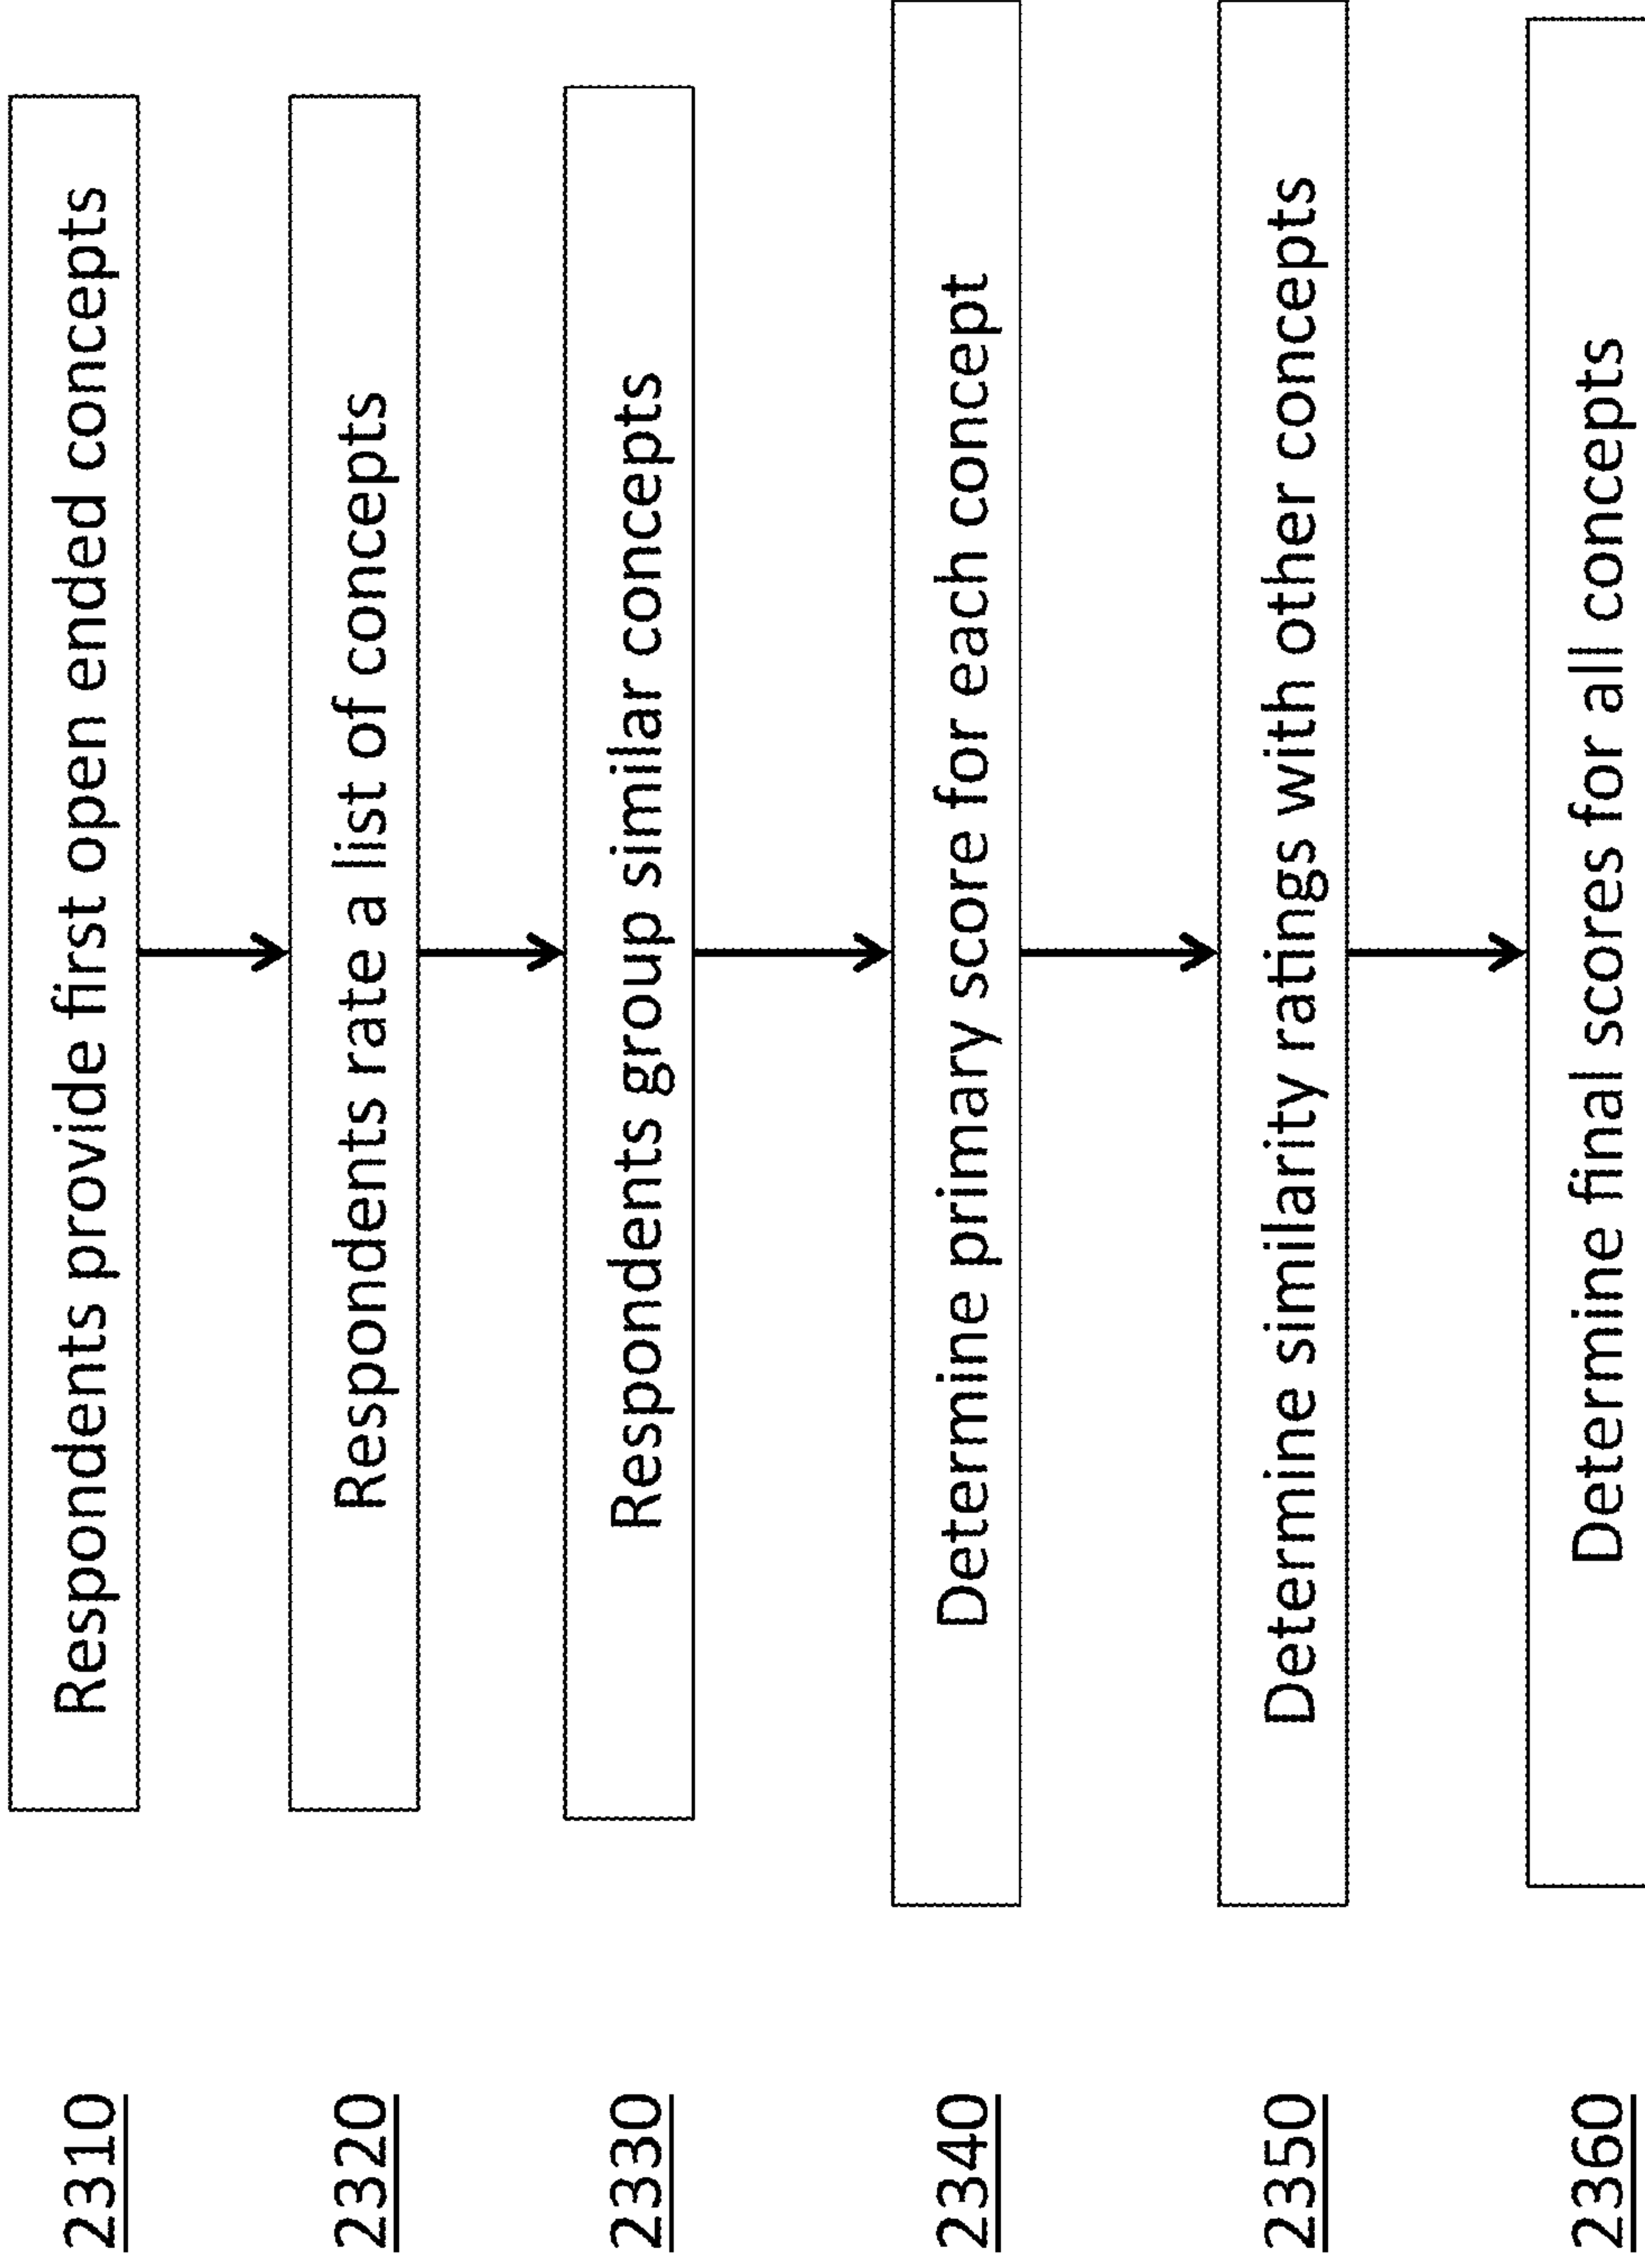 2310
Respondents provide first open ended concepts
2320
Respondents rate a list of concepts
2330
Respondents group similar concepts
2340
Determine primary score for each concept
2350
Determine similarity ratings with other concepts
2360
Determine final scores for all concepts